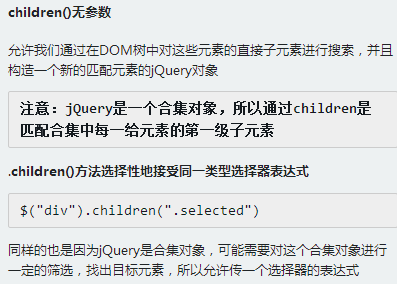 children()无参数
允许我们通过在DOM树中对这些元素的直接子元素进行搜索，并且
构造一个新的匹配元素的jQuery对象
注意：jQuery是一个合集对象，所以通过children是
匹配合集中每一给元素的第一级子元素
.children()方法选择性地接受同一类型选择器表达式
$("div").children(".selected")
同样的也是因为jQuery是合集对象，可能需要对这个合集对象进行
一定的筛选，找出目标元素，所以允许传一个选择器的表达式